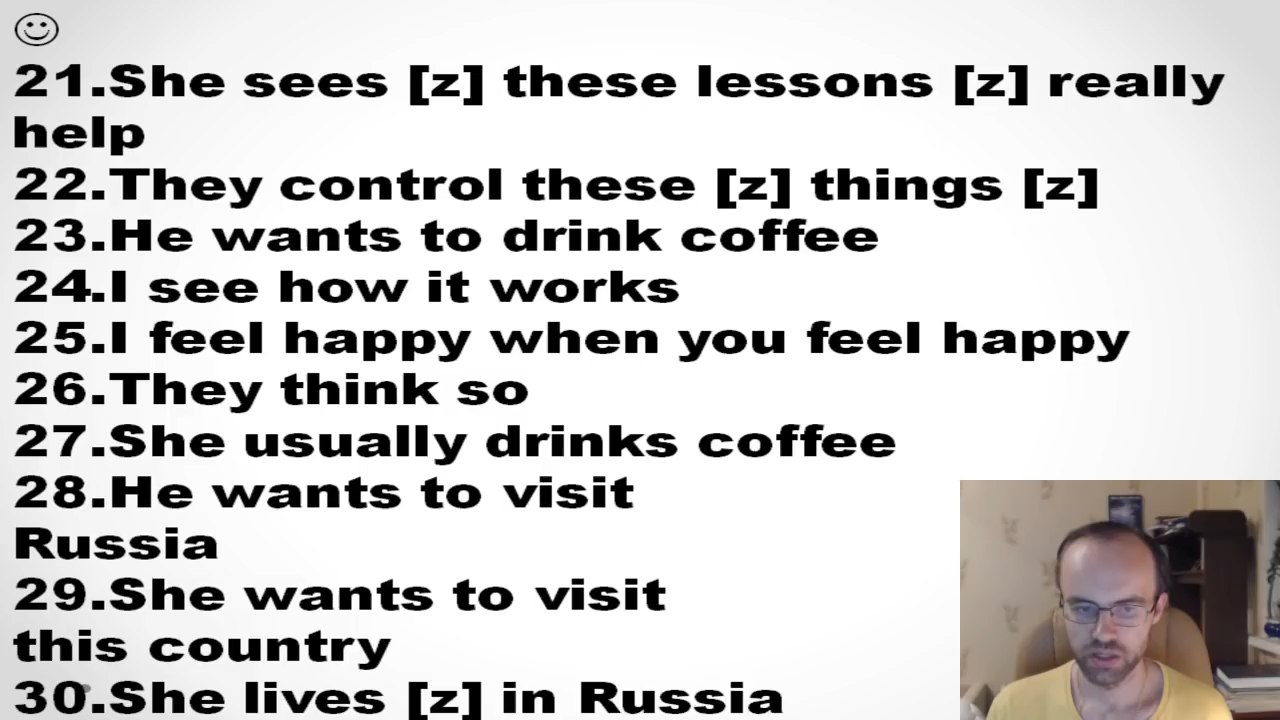 21.She sees [z] these lessons [z] really
help
22.They control these [z] things [z]
23.He wants to drink coffee
24.I see how it works
25.I feel happy when you feel happy
26.They think so
27.She usually drinks coffee
28.He wants to visit
Russia
29.She wants to visit
this country
30.She lives [z] in Russia